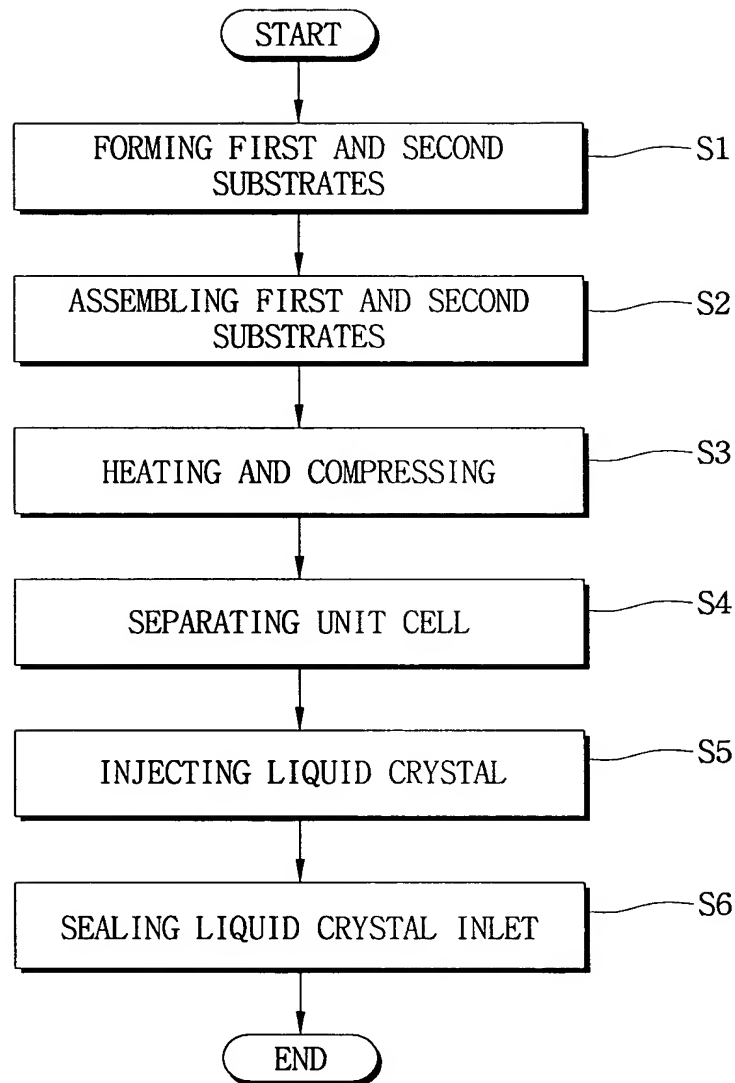 START
FORMING FIRST AND SECOND
SUBSTRATES
S1
ASSEMBLING FIRST AND SECOND
SUBSTRATES
S2
HEATING AND COMPRESSING
S3
SEPARATING UNIT CELL
S4
INJECTING LIQUID CRYSTAL
S5
SEALING LIQUID CRYSTAL INLET
S6
END